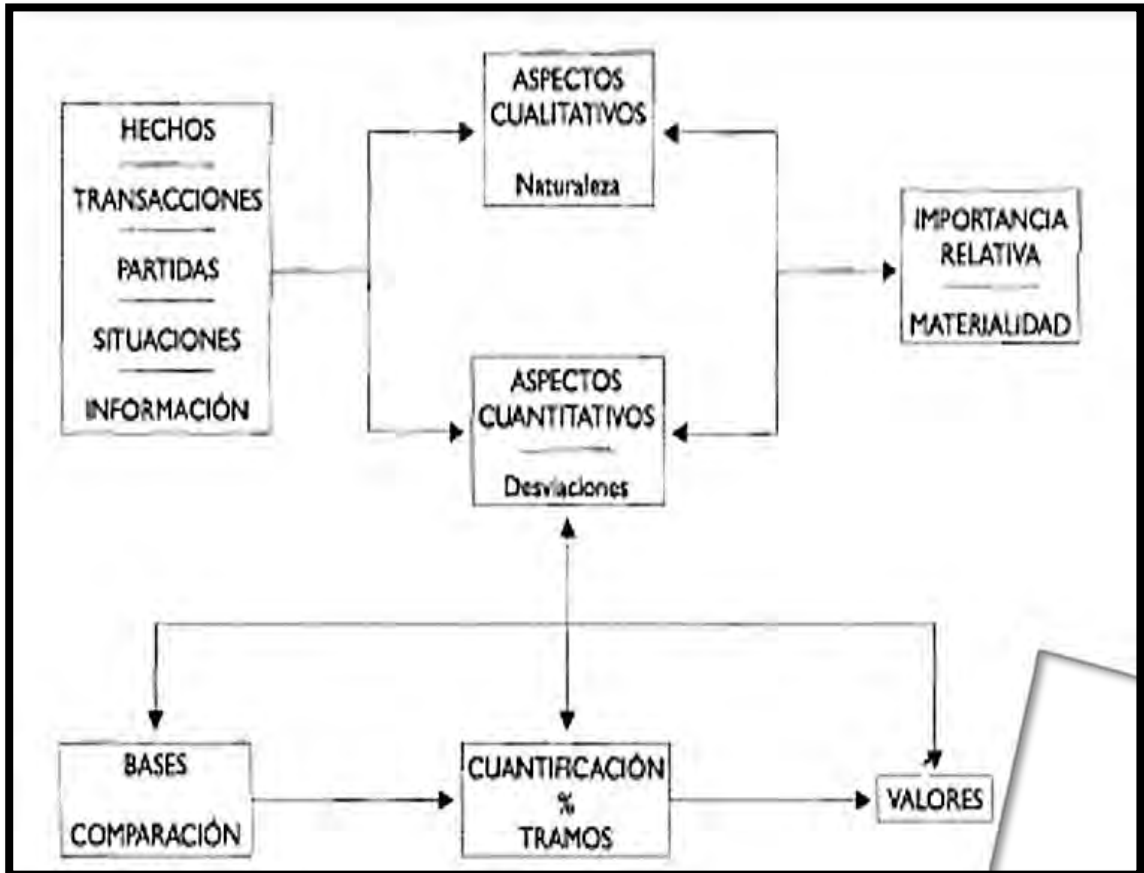 HECHOS
TRANSACCIONES
PARTIDAS
SITUACIONES
INFORMACIÓN
ASPECTOS
CUALITATIVOS
Naturaleza
ASPECTOS
CUANTITATIVOS
Desviaciones
IMPORTANCIA
RELATIVA
MATERIALIDAD
BASES
COMPARACIÓN
CUANTIFICACIÓN
%
TRAMOS
VALORES